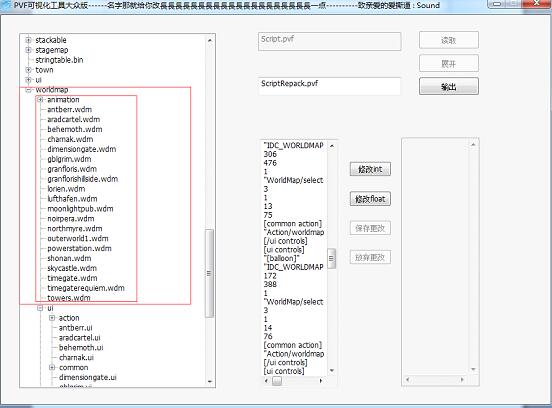 PVF可视化工具大众版------名字那就给你改長長長長長長長長長長長長長長長長長長長長一点----------致亲爱的爱斯道 : Sound
stackable
stagemap
stringtable.bin
town
ui
worldmap
animation
antberr.wdm
aradcartel.wdm
behemoth.wdm
charnak.wdm
dimensiongate.wdm
gblgrim.wdm
granfloris.wdm
granflorishillside.wdm
lorien.wdm
lufthafen.wdm
moonlightpub.wdm
noirpera.wdm
northmyre.wdm
outerworld1.wdm
powerstation.wdm
shonan.wdm
skycastle.wdm
timegate.wdm
timegaterequiem.wdm
towers.wdm
ui
action
antberr.ui
aradcartel.ui
behemoth.ui
charnak.ui
common
dimensiongate.ui
Script.pvf
读取
展开
ScriptRepack.pvf
输出
"IDC_WORLDMAP
306
476
1
"WorldMap/select
3
1
13
75
[common action]
"Action/worldmap
[/ui controls]
[ui controls]
"[balloon]"
"IDC_WORLDMAP
172
388
1
"WorldMap/select
3
1
14
76
[common action]
"Action/worldmap
[/ui controls]
[ui controls]
修改int
修改float
保存更改
放弃更改